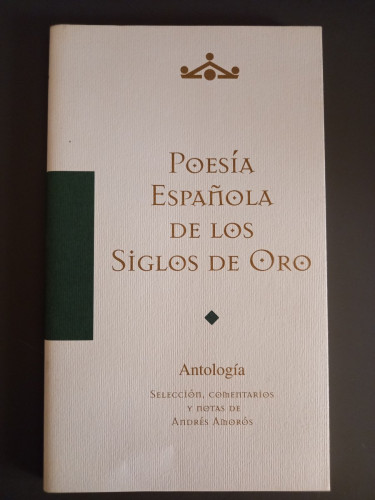 Poesía
Española
de los
Siglos de Oro
Antología
Selección, comentarios
y notas de
Andrés Amorós